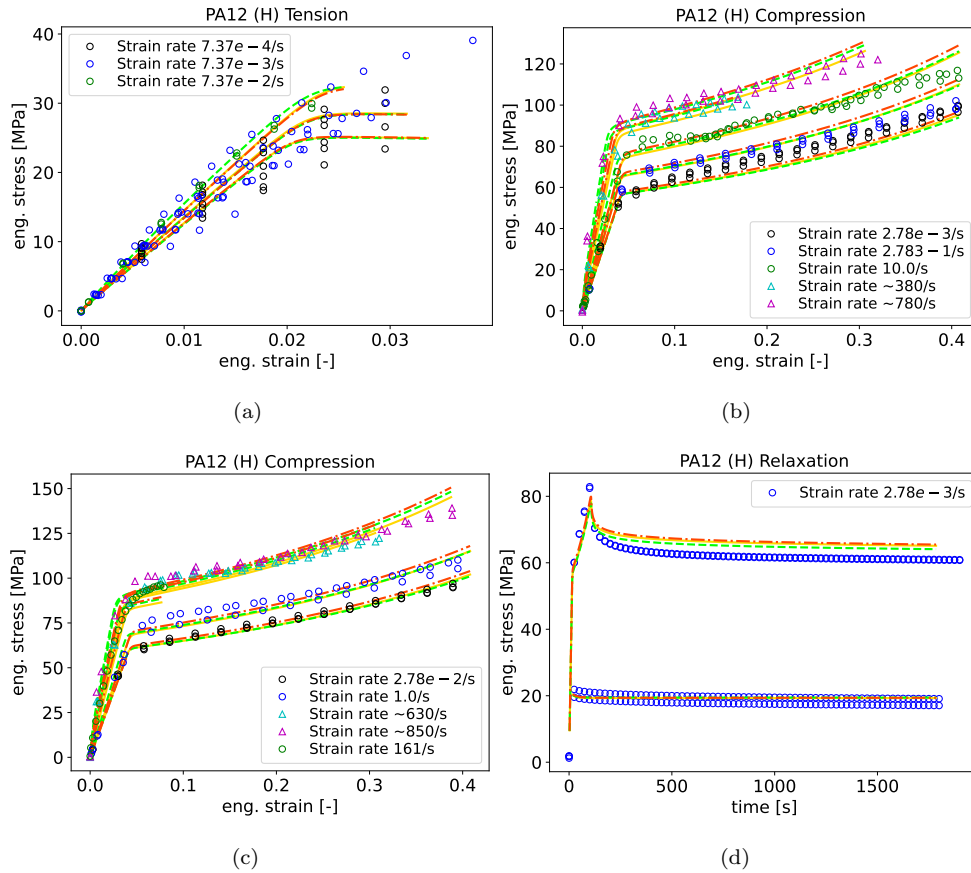 PA12 (H) Tension
40
30
20
10
0
eng. stress [MPa]
Strain rate 7.37e − 4/s
Strain rate 7.37e − 3/s
Strain rate 7.37e − 2/s
0.00 0.01 0.02 0.03
eng. strain [-]
(a)
PA12 (H) Compression
120
100
80
60
40
20
0
eng. stress [MPa]
Strain rate 2.78e − 3/s
Strain rate 2.783 − 1/s
Strain rate 10.0/s
Strain rate ~380/s
Strain rate ~780/s
0.0 0.1 0.2 0.3 0.4
eng. strain [-]
(b)
PA12 (H) Compression
150
125
100
75
50
25
0
eng. stress [MPa]
Strain rate 2.78e − 2/s
Strain rate 1.0/s
Strain rate ~630/s
Strain rate ~850/s
Strain rate 161/s
0.0 0.1 0.2 0.3 0.4
eng. strain [-]
(c)
PA12 (H) Relaxation
80
60
40
20
0
eng. stress [MPa]
Strain rate 2.78e − 3/s
0 500 1000 1500
time [s]
(d)